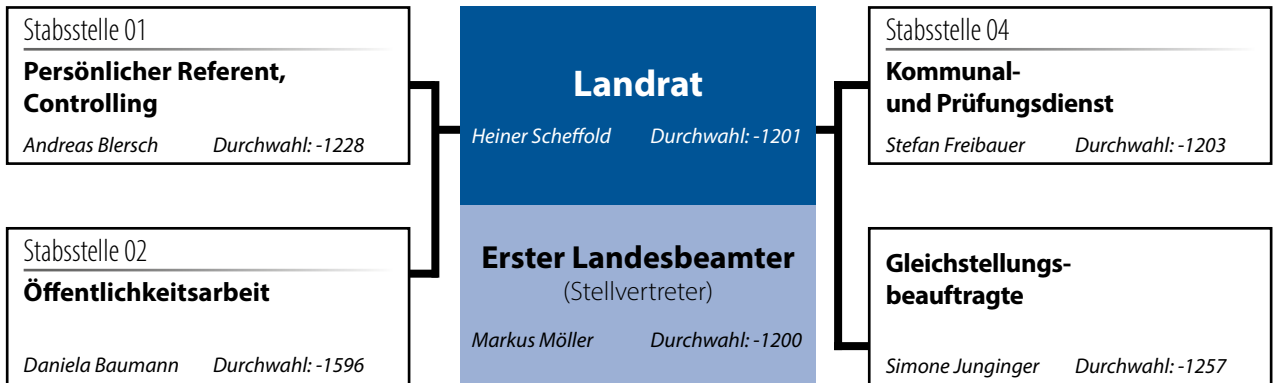 Stabsstelle 01
Persönlicher Referent,
Controlling
Andreas Blersch Durchwahl: -1228
Stabsstelle 02
Öffentlichkeitsarbeit
Daniela Baumann Durchwahl: -1596
Landrat
Heiner Scheffold Durchwahl: -1201
Erster Landesbeamter
(Stellvertreter)
Markus Möller Durchwahl: -1200
Stabsstelle 04
Kommunal-
und Prüfungsdienst
Stefan Freibauer Durchwahl: -1203
Gleichstellungs-
beauftragte
Simone Junginger Durchwahl: -1257